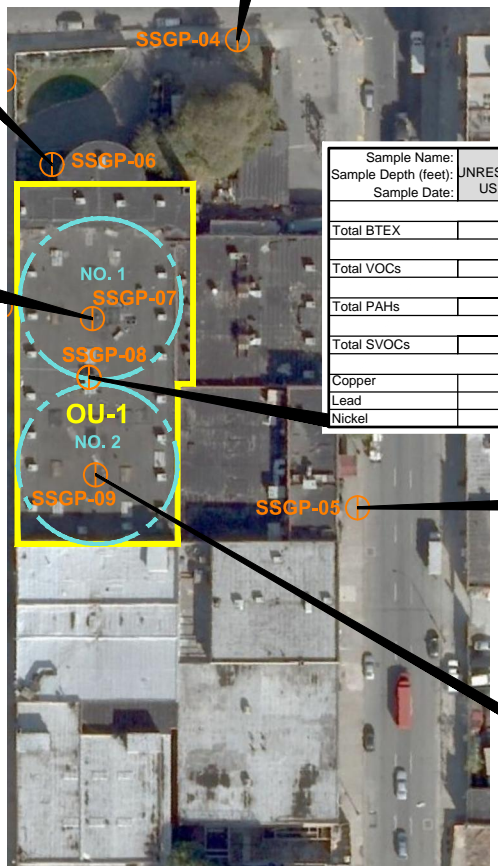 SSGP-04
SSGP-06
Sample Name:
Sample Depth (feet):
Sample Date:
Total BTEX
Total VOCs
Total PAHs
Total SVOCs
Copper
Lead
Nickel
NO. 1
SSGP-07
SSGP-08
OU-1
NO. 2
SSGP-09
SSGP-05